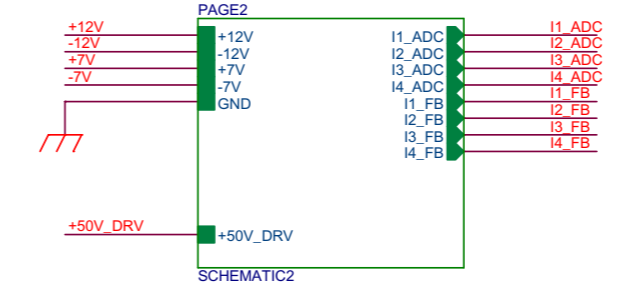 PAGE2
+12V
-12V
+7V
-7V
+12V
-12V
+7V
-7V
GND
+50V_DRV
+50V_DRV
I1_ADC
I2_ADC
I3_ADC
I4_ADC
I1_FB
I2_FB
I3_FB
I4_FB
I1_ADC
I2_ADC
I3_ADC
I4_ADC
I1_FB
I2_FB
I3_FB
I4_FB
SCHEMATIC2